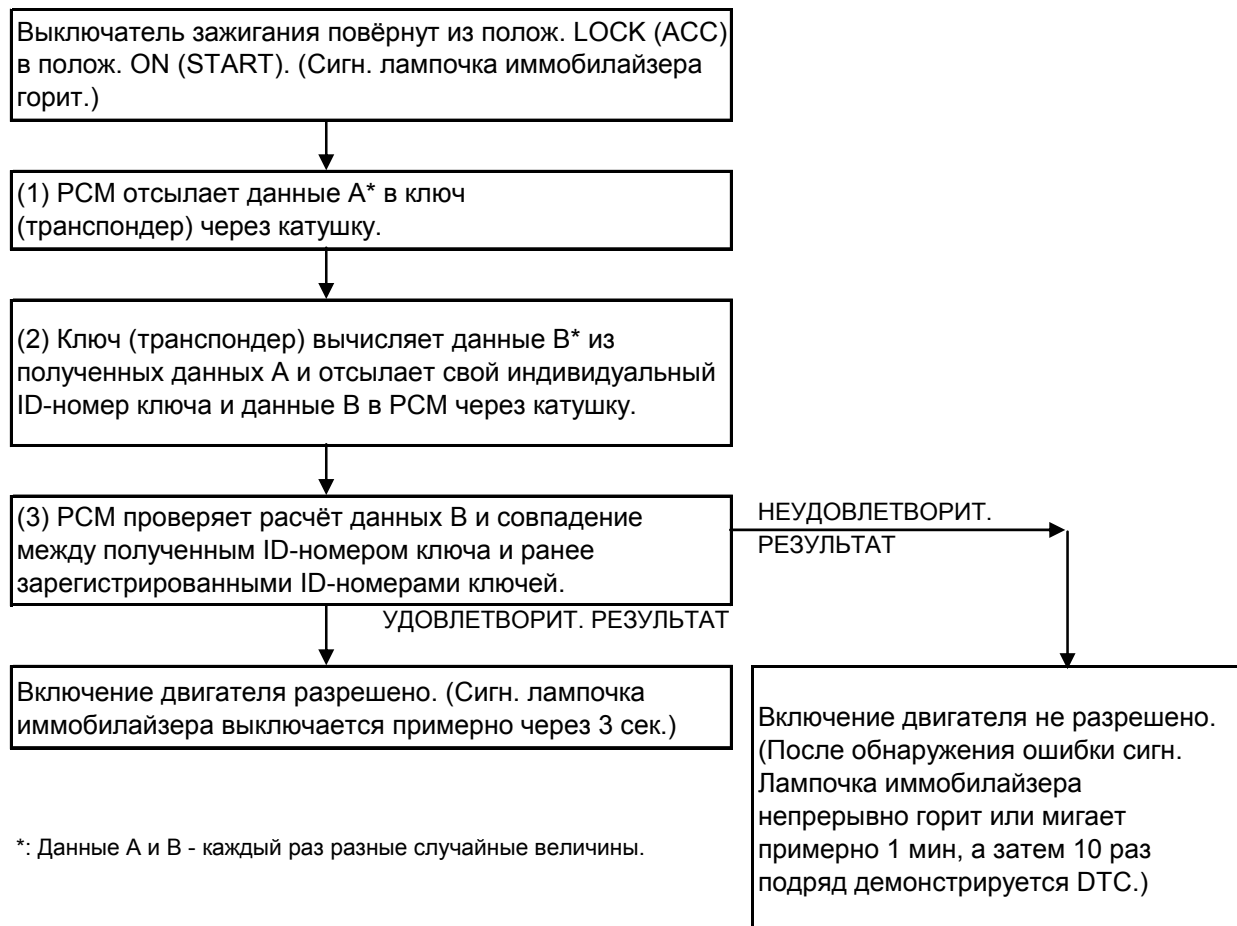 Выключатель зажигания повёрнут из полож. LOCK (ACC)
в полож. ON (START). (Сигн. лампочка иммобилайзера
горит.)
(1) PCM отсылает данные A* в ключ
(транспондер) через катушку.
(2) Ключ (транспондер) вычисляет данные B* из
полученных данных A и отсылает свой индивидуальный
ID-номер ключа и данные B в PCM через катушку.
(3) PCM проверяет расчёт данных B и совпадение
между полученным ID-номером ключа и ранее
зарегистрированными ID-номерами ключей.
НЕУДОВЛЕТВОРИТ.
РЕЗУЛЬТАТ
УДОВЛЕТВОРИТ. РЕЗУЛЬТАТ
Включение двигателя разрешено. (Сигн. лампочка
иммобилайзера выключается примерно через 3 сек.)
Включение двигателя не разрешено.
(После обнаружения ошибки сигн.
Лампочка иммобилайзера
непрерывно горит или мигает
примерно 1 мин, а затем 10 раз
подряд демонстрируется DTC.)
*: Данные A и B - каждый раз разные случайные величины.